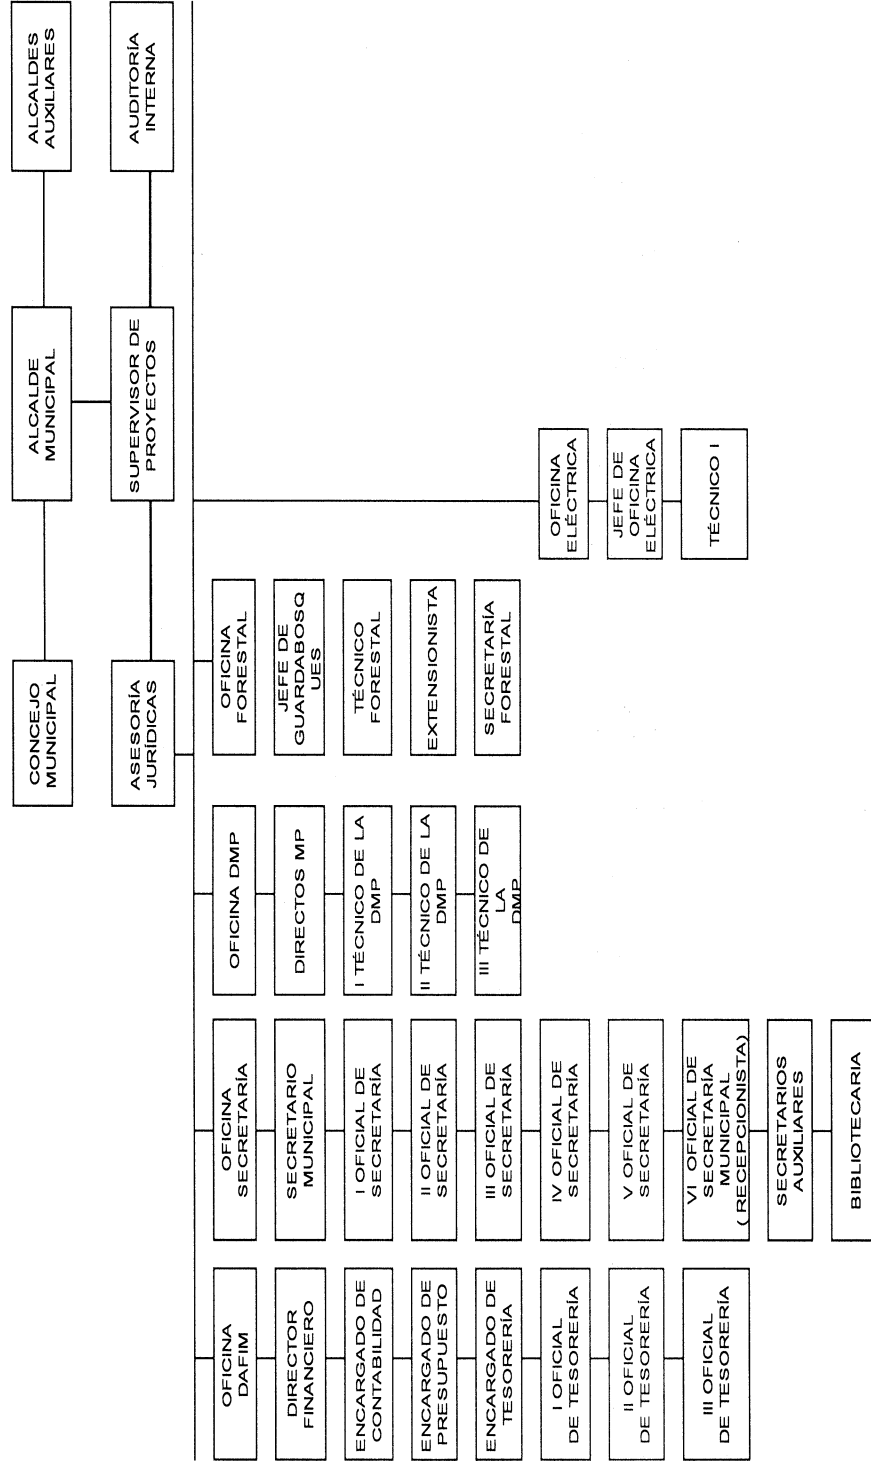 CONCEJO
MUNICIPAL
ALCALDE
MUNICIPAL
ALCALDES
AUXILIARES
ASESORÍA
JURÍDICAS
SUPERVISOR DE
PROYECTOS
AUDITORÍA
INTERNA
OFICINA
DAFIM
DIRECTOR
FINANCIERO
ENCARGADO DE
CONTABILIDAD
ENCARGADO DE
PRESUPUESTO
ENCARGADO DE
TESORERÍA
I OFICIAL
DE TESORERÍA
II OFICIAL
DE TESORERÍA
III OFICIAL
DE TESORERÍA
OFICINA
SECRETARÍA
SECRETARIO
MUNICIPAL
I OFICIAL DE
SECRETARÍA
II OFICIAL DE
SECRETARÍA
III OFICIAL DE
SECRETARÍA
IV OFICIAL DE
SECRETARÍA
V OFICIAL DE
SECRETARÍA
VI OFICIAL DE
SECRETARÍA
MUNICIPAL
( RECEPCIONISTA)
SECRETARIOS
AUXILIARES
BIBLIOTECARIA
OFICINA DMP
DIRECTOS MP
I TÉCNICO DE LA
DMP
II TÉCNICO DE LA
DMP
III TÉCNICO DE
LA
DMP
OFICINA
FORESTAL
JEFE DE
GUARDABOSQ
UES
TÉCNICO
FORESTAL
EXTENSIONISTA
SECRETARÍA
FORESTAL
OFICINA
ELÉCTRICA
JEFE DE
OFICINA
ELÉCTRICA
TÉCNICO I